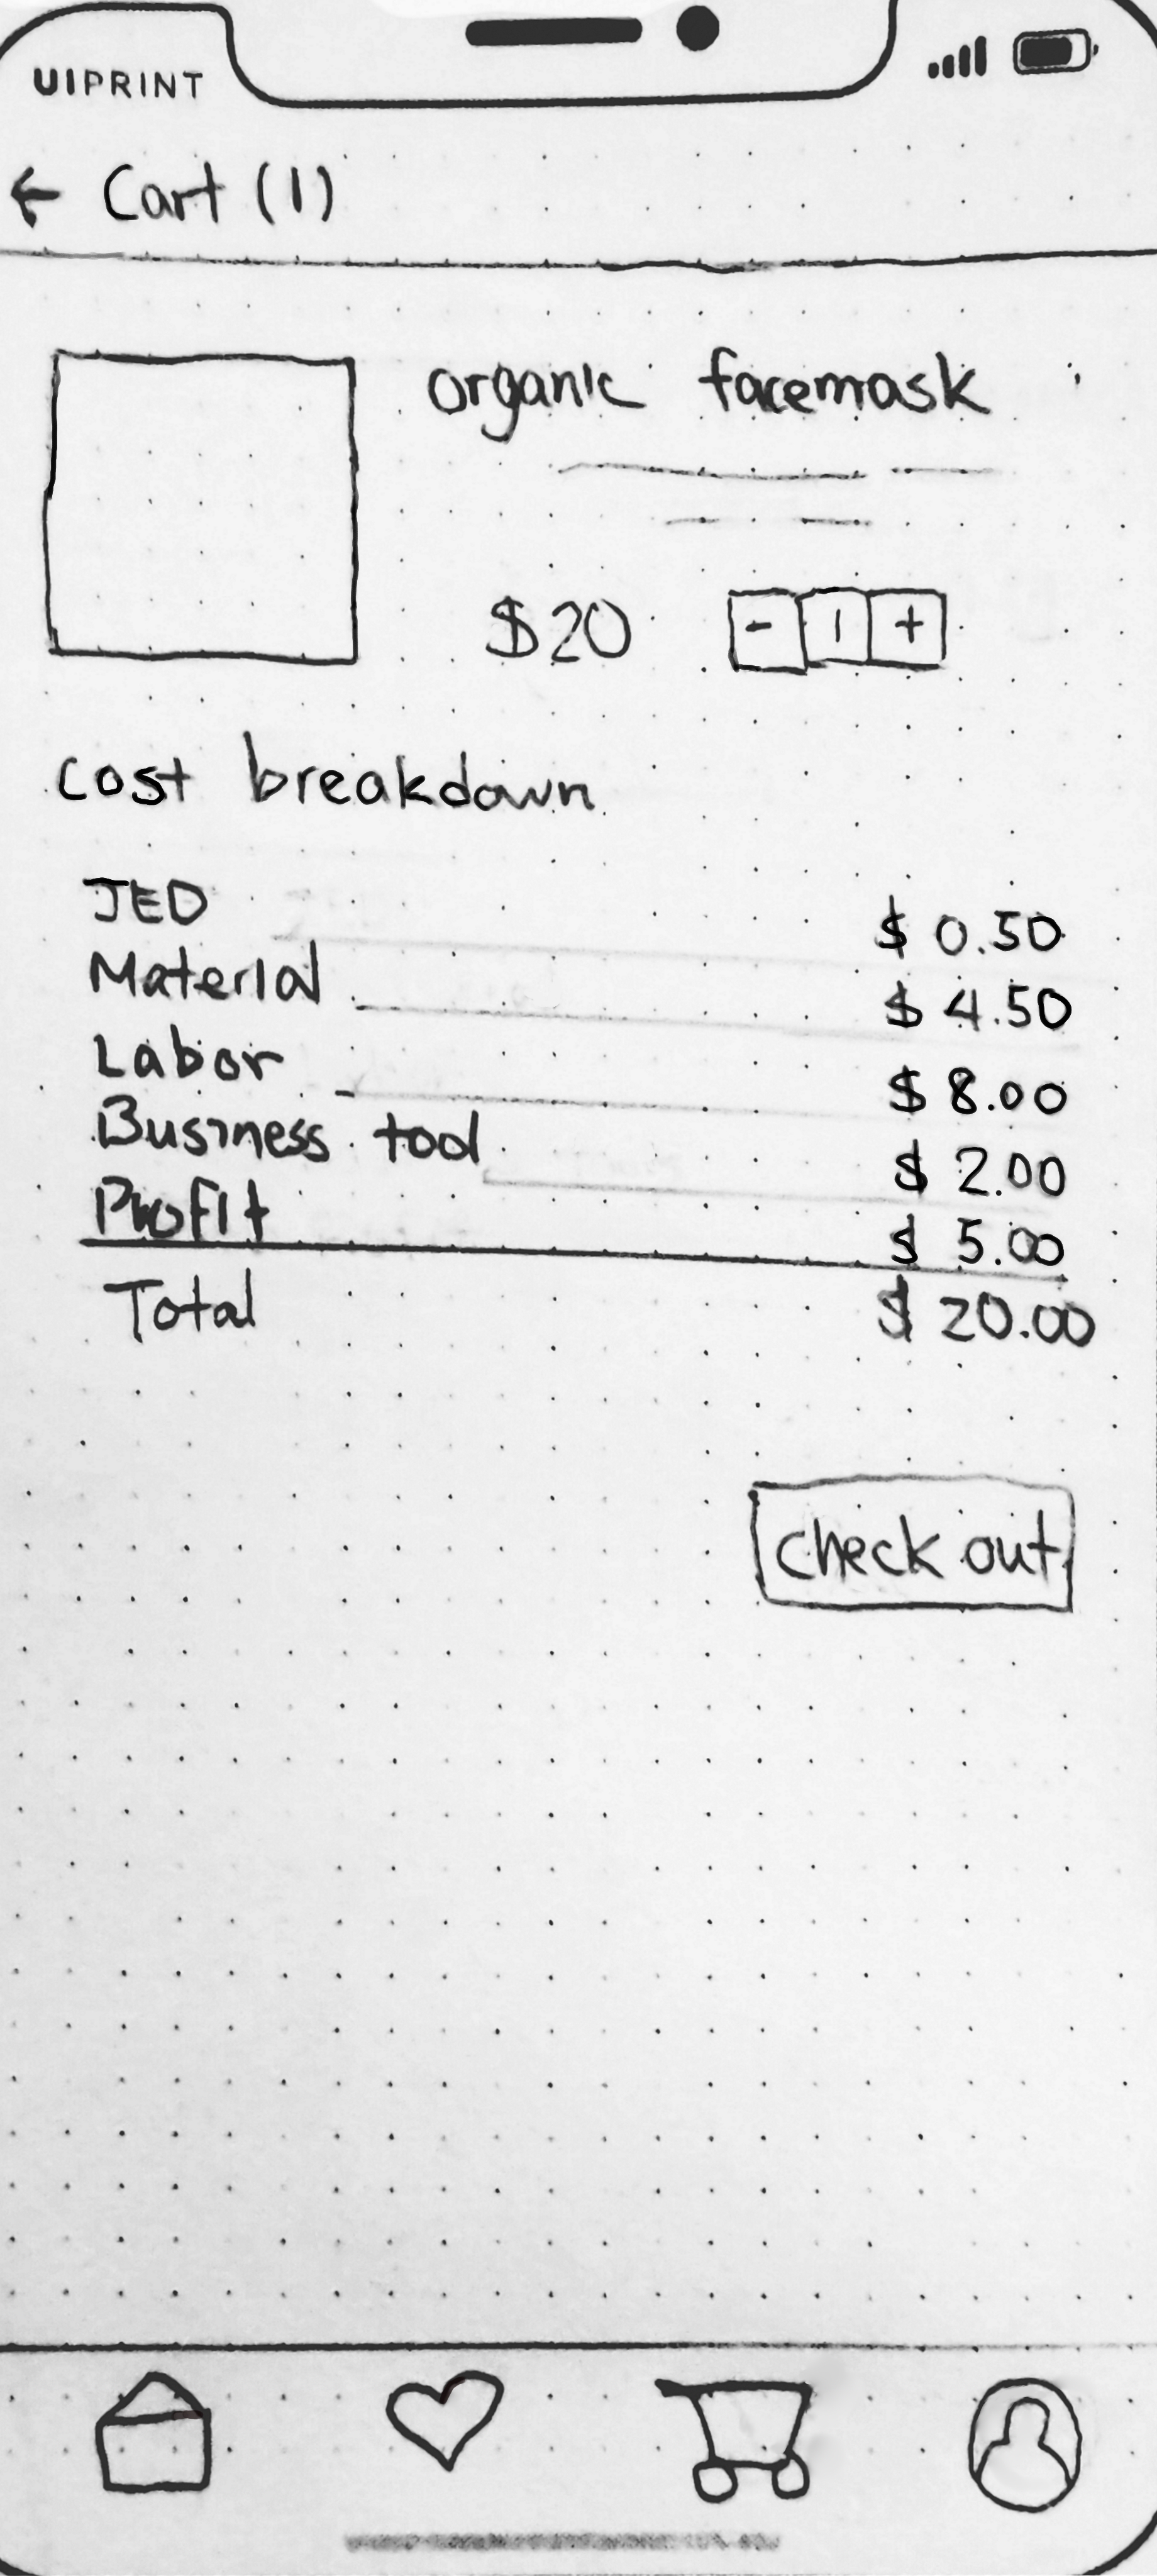 UIPRINT
← Cart (1)
organic facemask
$20 - 1 +
cost breakdown
JED $ 0.50
Material $ 4.50
Labor $ 8.00
Business tool $ 2.00
Profit $ 5.00
Total $ 20.00
check out